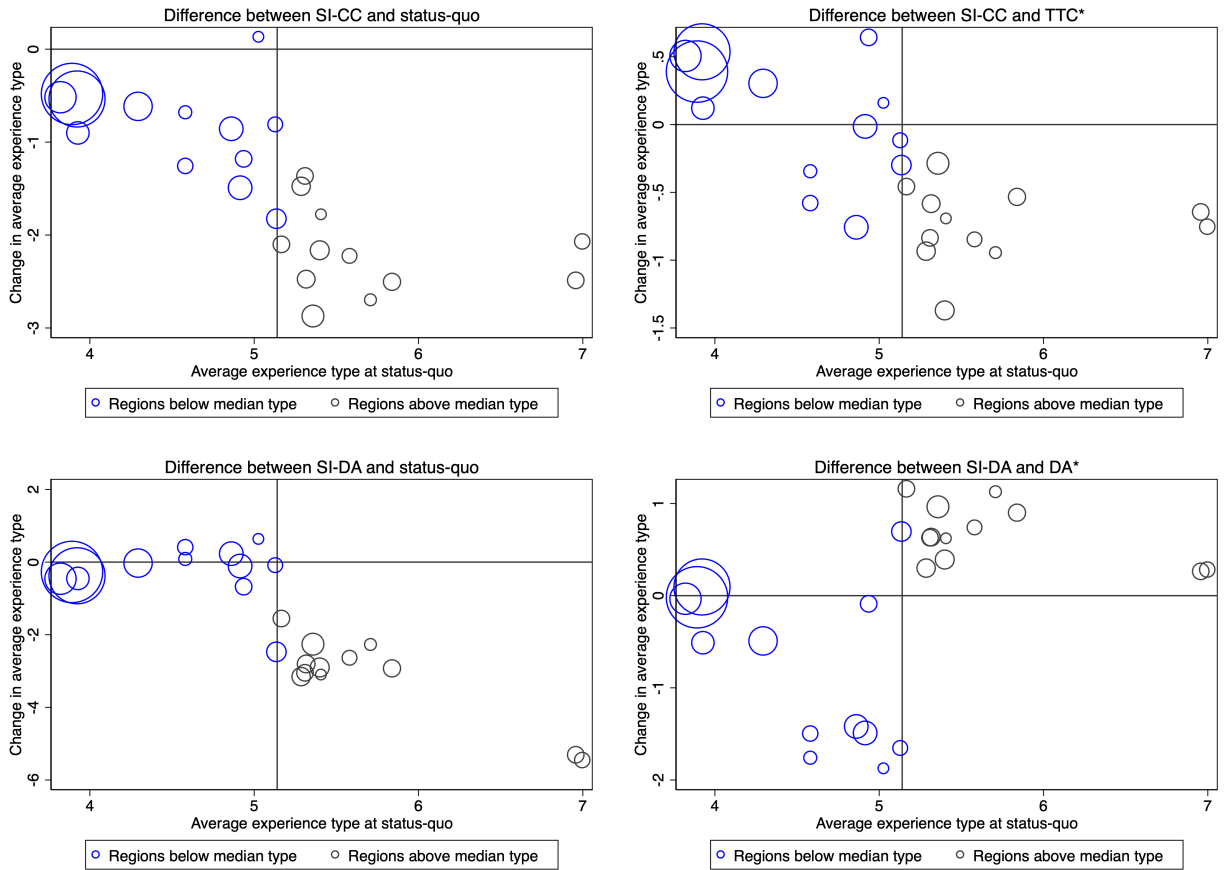 Difference between SI-CC and status-quo
Change in average experience type
0
-1
-2
-3
4 5 6 7
Average experience type at status-quo
Regions below median type Regions above median type
Difference between SI-CC and TTC*
Change in average experience type
.5
0
-.5
-1
-1.5
4 5 6 7
Average experience type at status-quo
Regions below median type Regions above median type
Difference between SI-DA and status-quo
Change in average experience type
2
0
-2
-4
-6
4 5 6 7
Average experience type at status-quo
Regions below median type Regions above median type
Difference between SI-DA and DA*
Change in average experience type
1
0
-1
-2
4 5 6 7
Average experience type at status-quo
Regions below median type Regions above median type